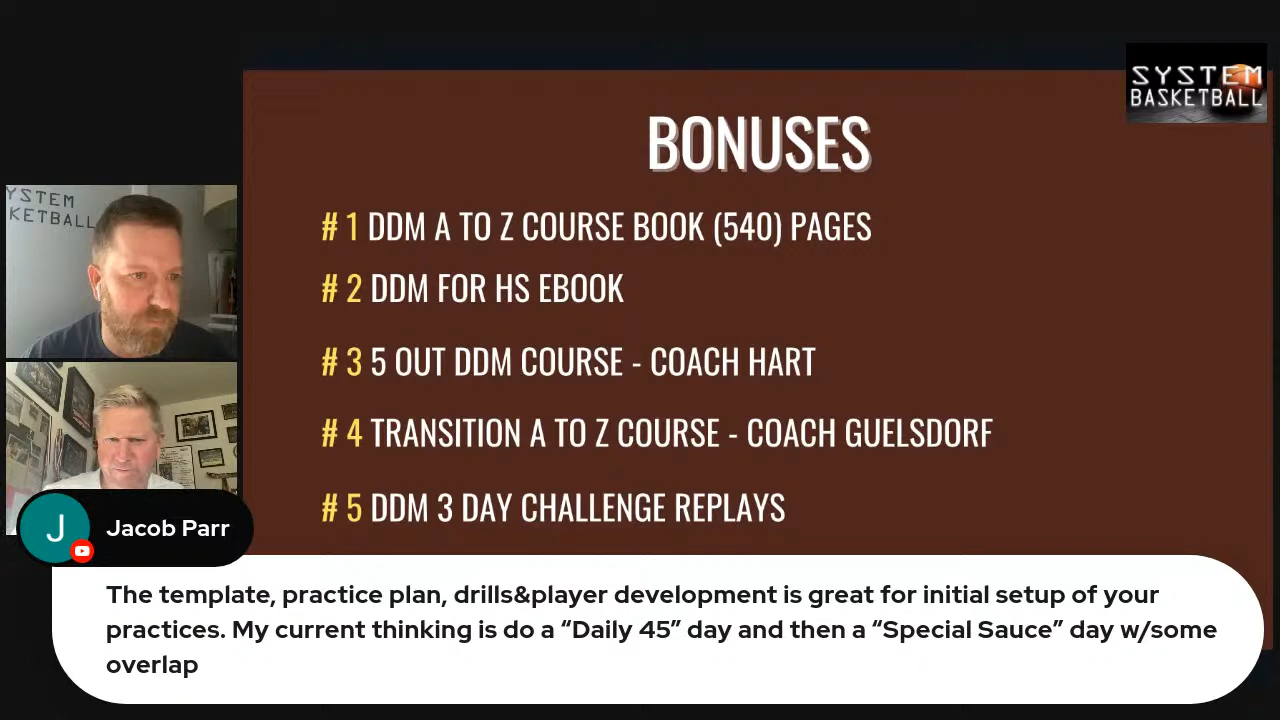 SYSTEM
BASKETBALL
BONUSES
# 1 DDM A TO Z COURSE BOOK (540) PAGES
# 2 DDM FOR HS EBOOK
# 3 5 OUT DDM COURSE - COACH HART
# 4 TRANSITION A TO Z COURSE - COACH GUELSDORF
# 5 DDM 3 DAY CHALLENGE REPLAYS
YSTEM
KETBALL
J
Jacob Parr
The template, practice plan, drills&player development is great for initial setup of your
practices. My current thinking is do a “Daily 45” day and then a “Special Sauce” day w/some
overlap